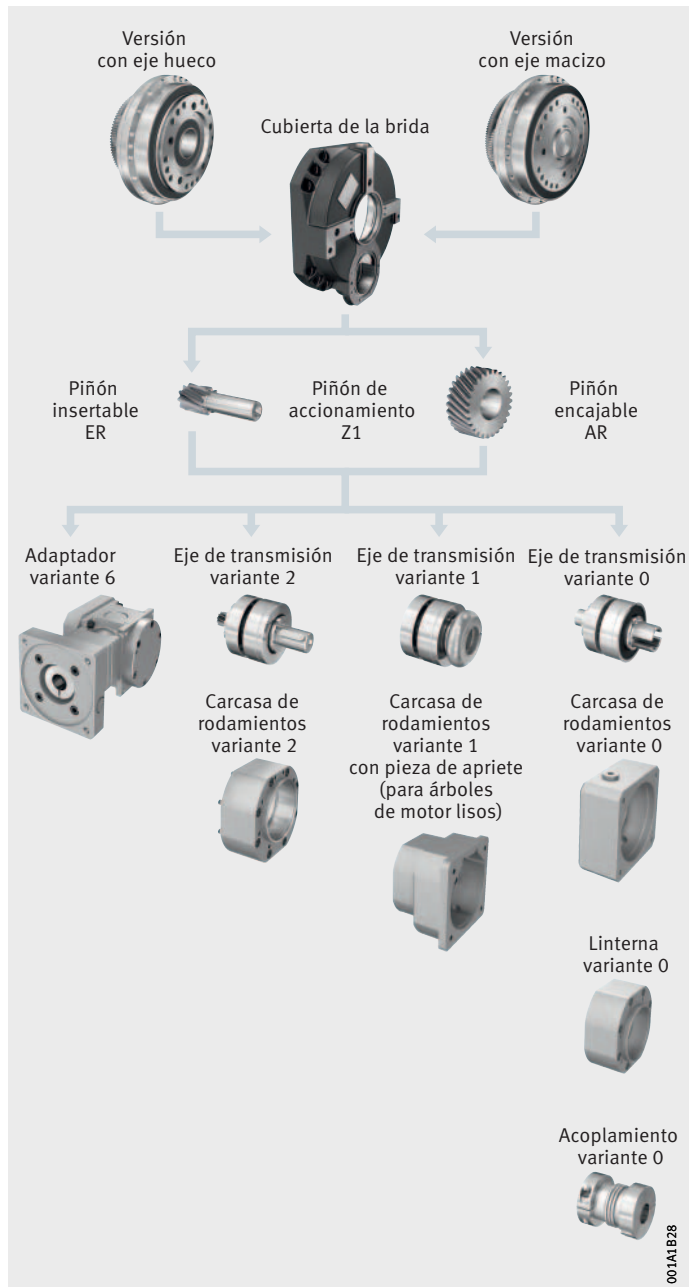 Versión
con eje hueco
Versión
con eje macizo
Cubierta de la brida
Piñón
insertable
ER
Piñón de
accionamiento
Z1
Piñón
encajable
AR
Adaptador
variante 6
Eje de transmisión
variante 2
Eje de transmisión
variante 1
Eje de transmisión
variante 0
Carcasa de
rodamientos
variante 2
Carcasa de
rodamientos
variante 1
con pieza de apriete
(para árboles
de motor lisos)
Carcasa de
rodamientos
variante 0
Linterna
variante 0
Acoplamiento
variante 0
001A1B28